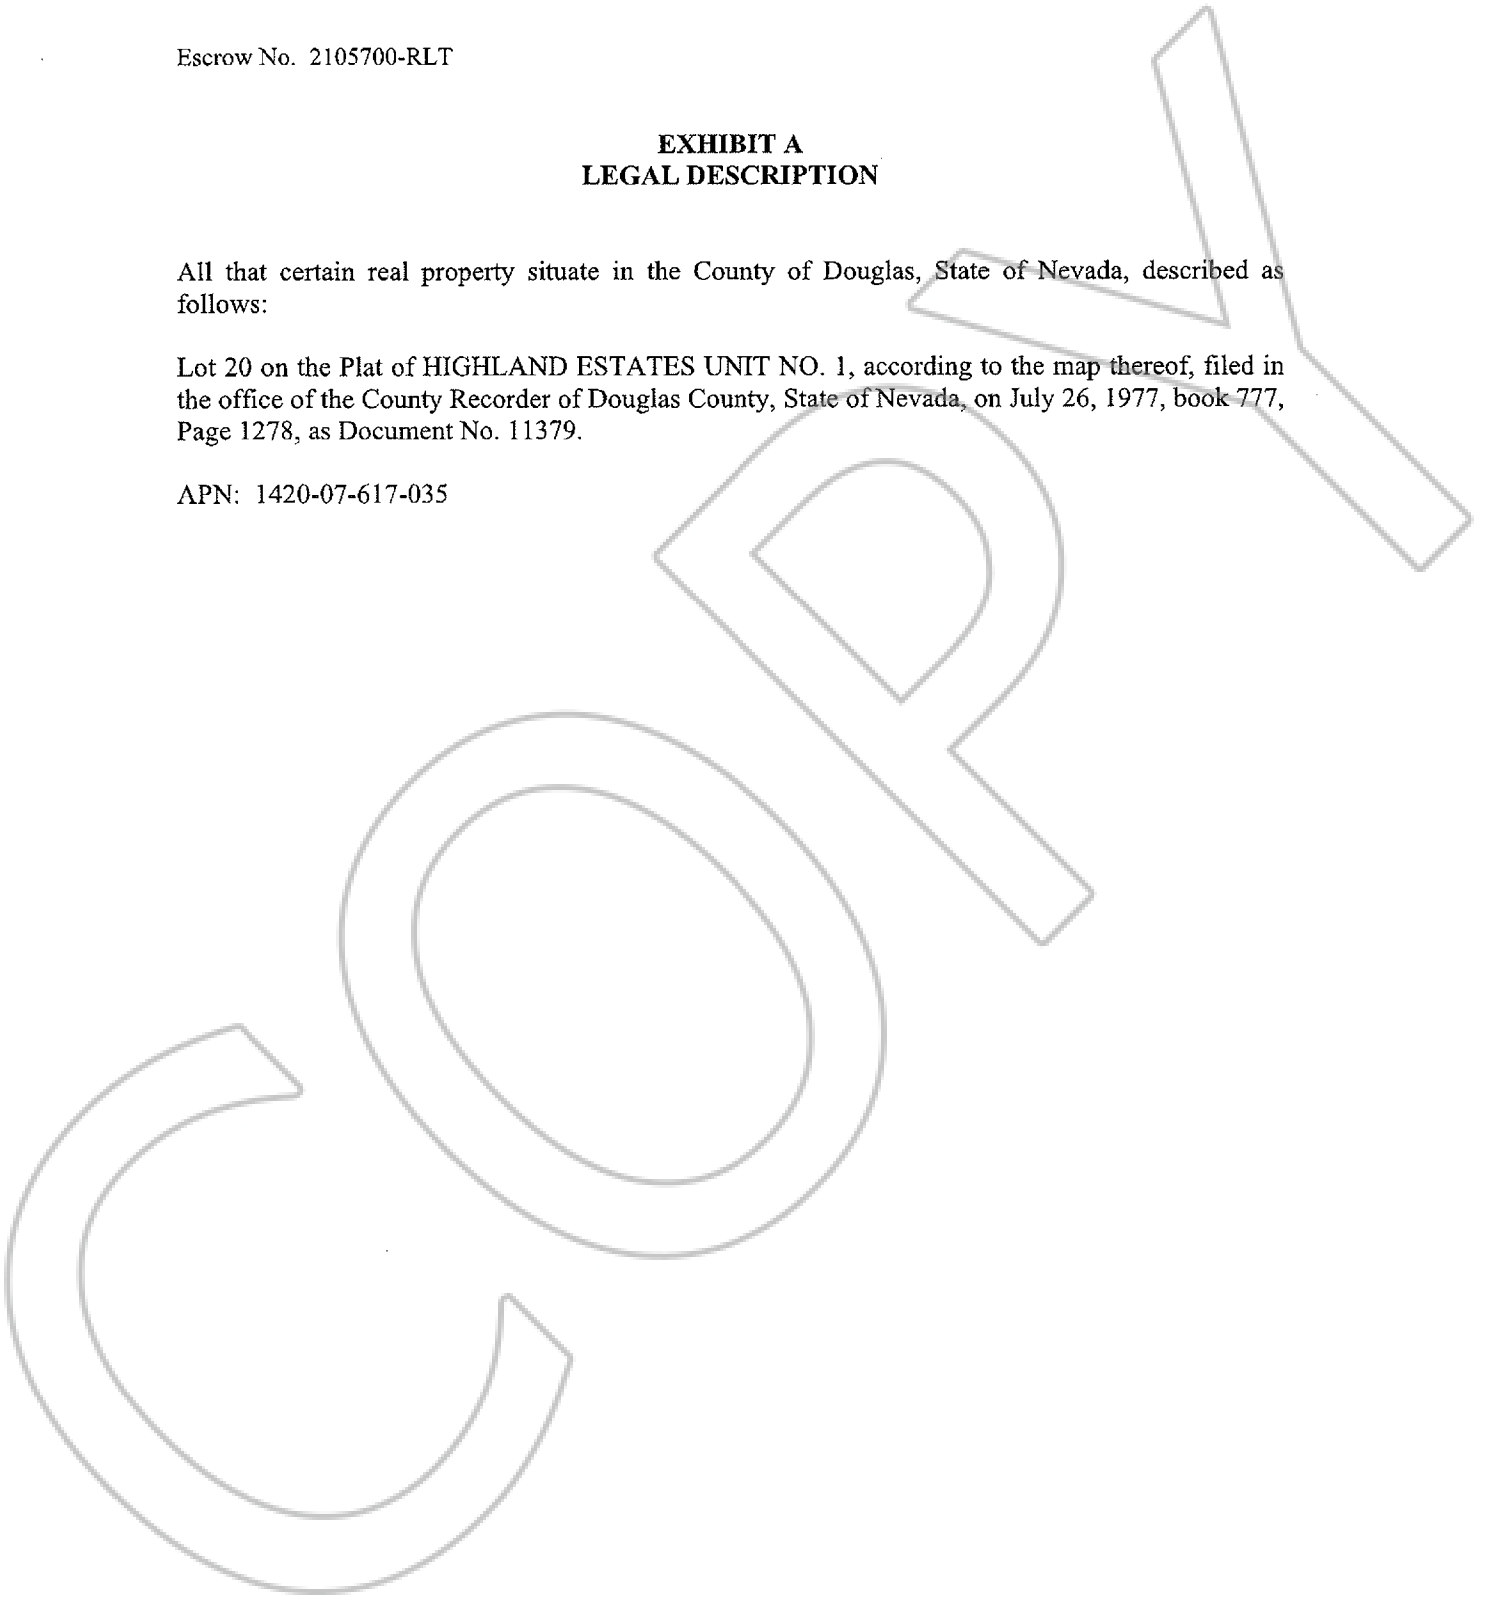 Escrow No. 2105700-RLT
EXHIBIT A
LEGAL DESCRIPTION
All that certain real property situate in the County of Douglas, State of Nevada, described as
follows:
Lot 20 on the Plat of HIGHLAND ESTATES UNIT NO. 1, according to the map thereof, filed in
the office of the County Recorder of Douglas County, State of Nevada, on July 26, 1977, book 777,
Page 1278, as Document No. 11379.
APN: 1420-07-617-035
COPY